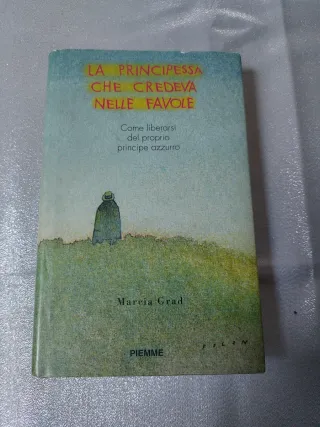 LA PRINCIPESSA
CHE CREDEVA
NELLE FAVOLE
Come liberarsi
del proprio
principe azzurro
Marcia Grad
PIEMME